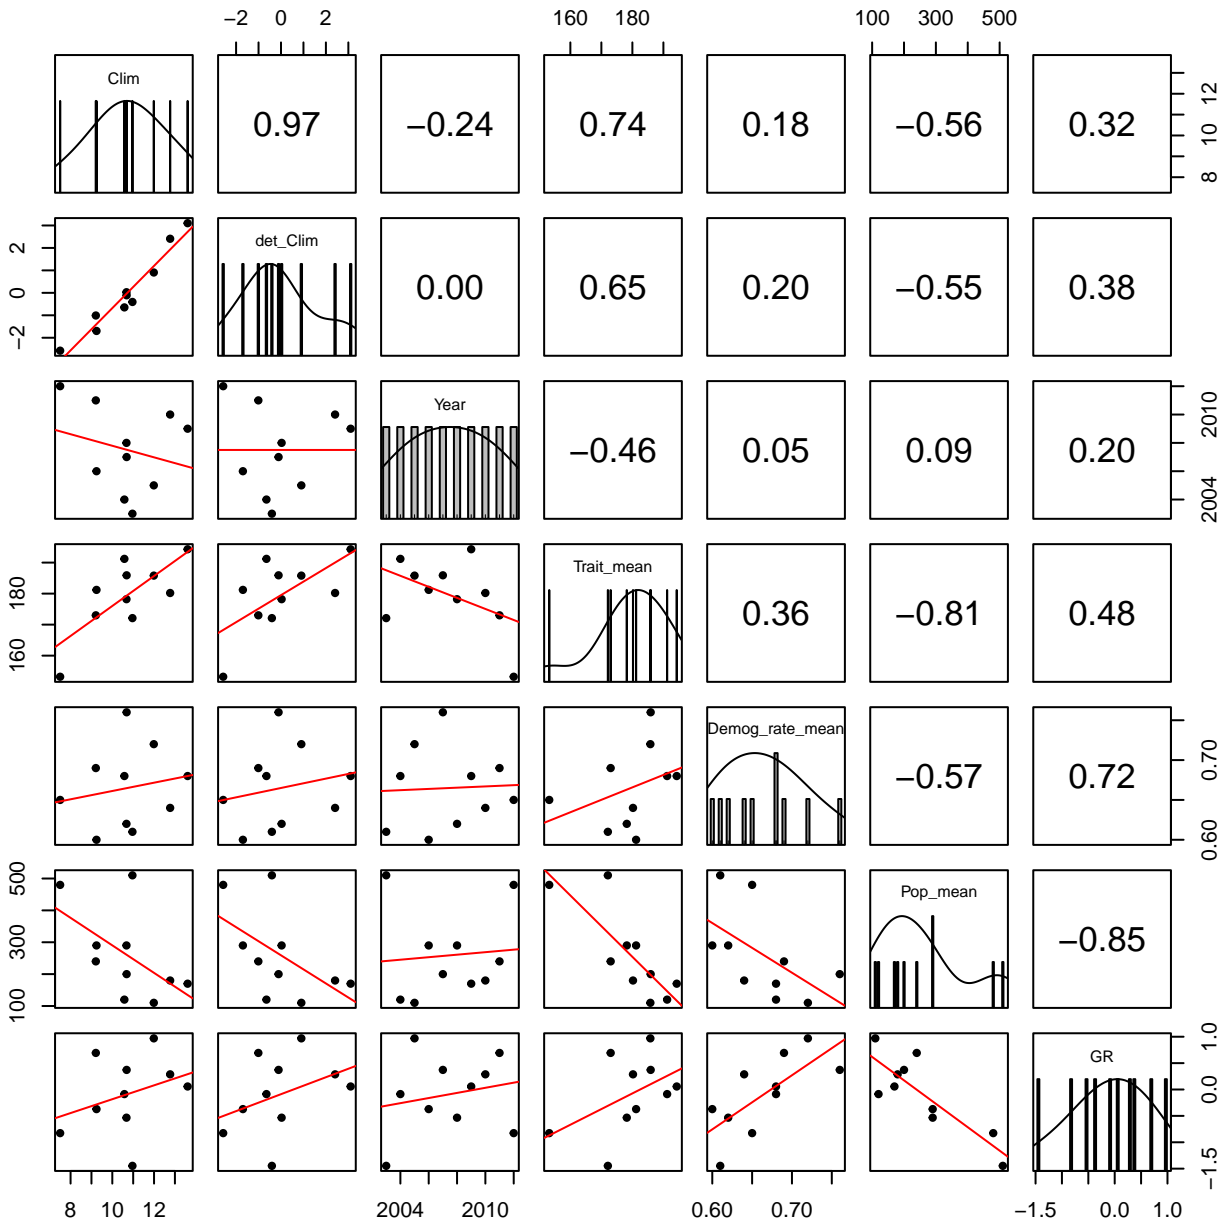 −2 0 2 160 180 100 300 500
Clim 0.97 −0.24 0.74 0.18 −0.56 0.32 8 10 12
−2 0 2 det_Clim 0.00 0.65 0.20 −0.55 0.38
Year −0.46 0.05 0.09 0.20 2004 2010
160 180 Trait_mean 0.36 −0.81 0.48
Demog_rate_mean −0.57 0.72 0.60 0.70
100 300 500 Pop_mean −0.85
GR −1.5 0.0 1.0
8 10 12 2004 2010 0.60 0.70 −1.5 0.0 1.0